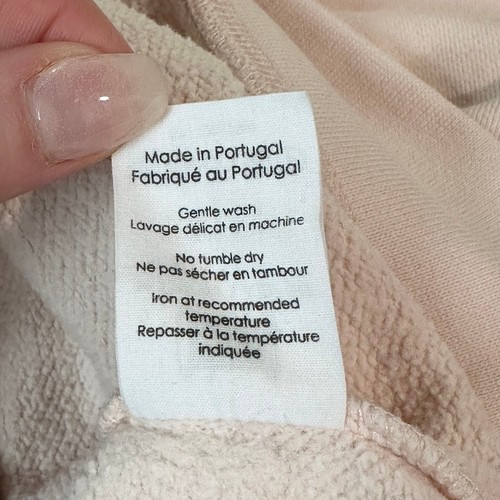 Made in Portugal
Fabriqué au Portugal
Gentle wash
Lavage délicat en machine
No tumble dry
Ne pas sécher en tambour
Iron at recommended
temperature
Repasser à la température
indiquée